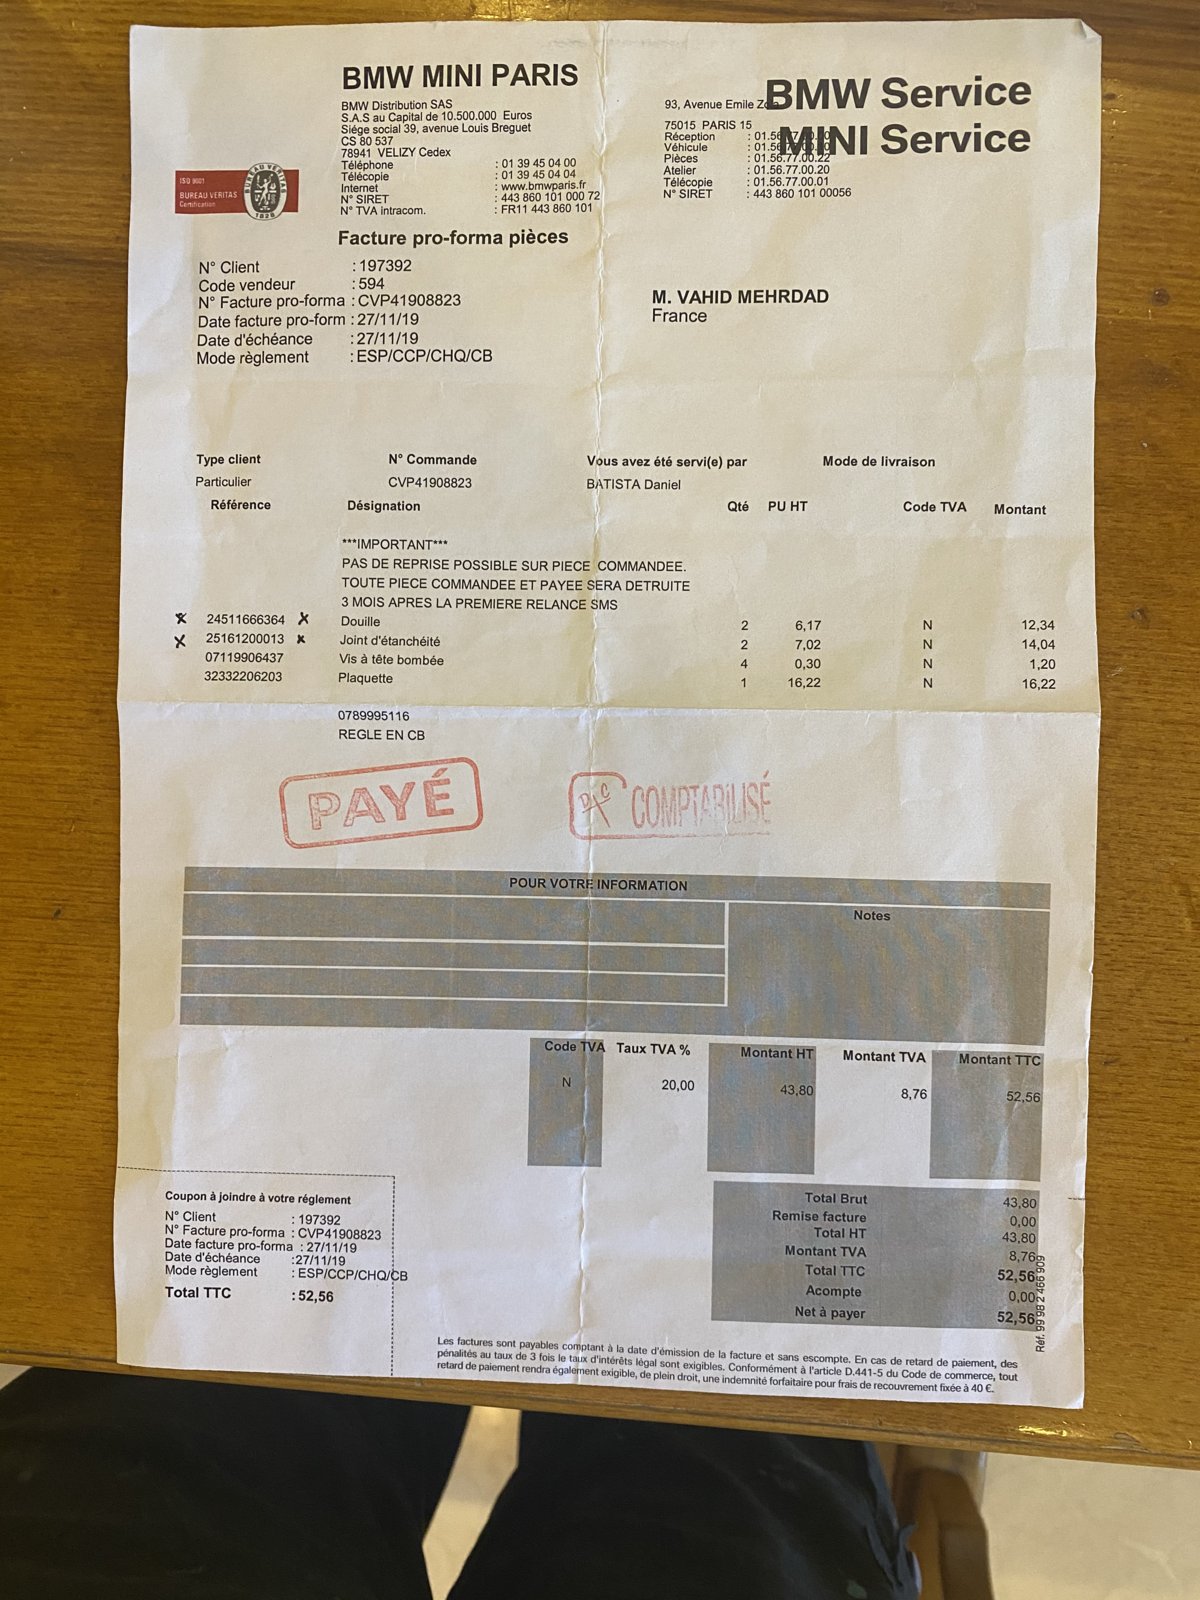 BMW MINI PARIS
BMW Distribution SAS
S.A.S au Capital de 10.500.000 Euros
Siége social 39, avenue Louis Breguet
CS 80 537
78941 VELIZY Cedex
Téléphone : 01 39 45 04 00
Télécopie : 01 39 45 04 04
Internet : www.bmwparis.fr
N° SIRET : 443 860 101 000 72
N° TVA intracom. : FR11 443 860 101
BMW Service
MINI Service
93, Avenue Emile
75015 PARIS 15
Réception
Véhicule
Pièces : 01.56.77.00.22
Atelier : 01.56.77.00.20
Télécopie : 01.56.77.00.01
N° SIRET : 443 860 101 00056
ISO 9001
BUREAU VERITAS
Certification
BUREAU VERITAS
1828
Facture pro-forma pièces
N° Client : 197392
Code vendeur : 594
N° Facture pro-forma : CVP41908823
Date facture pro-form : 27/11/19
Date d'échéance : 27/11/19
Mode règlement : ESP/CCP/CHQ/CB
M. VAHID MEHRDAD
France
Type client N° Commande Vous avez été servi(e) par Mode de livraison
Particulier CVP41908823 BATISTA Daniel
Référence Désignation Qté PU HT Code TVA Montant
***IMPORTANT***
PAS DE REPRISE POSSIBLE SUR PIECE COMMANDEE.
TOUTE PIECE COMMANDEE ET PAYEE SERA DETRUITE
3 MOIS APRES LA PREMIERE RELANCE SMS
x 24511666364 x Douille 2 6,17 N 12,34
x 25161200013 x Joint d'étanchéité 2 7,02 N 14,04
07119906437 Vis à tête bombée 4 0,30 N 1,20
32332206203 Plaquette 1 16,22 N 16,22
0789995116
REGLE EN CB
PAYÉ
COMPTABILISÉ
POUR VOTRE INFORMATION
Notes
Code TVA Taux TVA % Montant HT Montant TVA Montant TTC
N 20,00 43,80 8,76 52,56
Coupon à joindre à votre réglement
N° Client : 197392
N° Facture pro-forma : CVP41908823
Date facture pro-forma : 27/11/19
Date d'échéance :27/11/19
Mode règlement : ESP/CCP/CHQ/CB
Total TTC : 52,56
Total Brut 43,80
Remise facture 0,00
Total HT 43,80
Montant TVA 8,76
Total TTC 52,56
Acompte 0,00
Net à payer 52,56
Réf. 99 98 2 466 909
Les factures sont payables comptant à la date d'émission de la facture et sans escompte. En cas de retard de paiement, des
pénalités au taux de 3 fois le taux d'intérêts légal sont exigibles. Conformément à l'article D.441-5 du Code de commerce, tout
retard de paiement rendra également exigible, de plein droit, une indemnité forfaitaire pour frais de recouvrement fixée à 40 €.